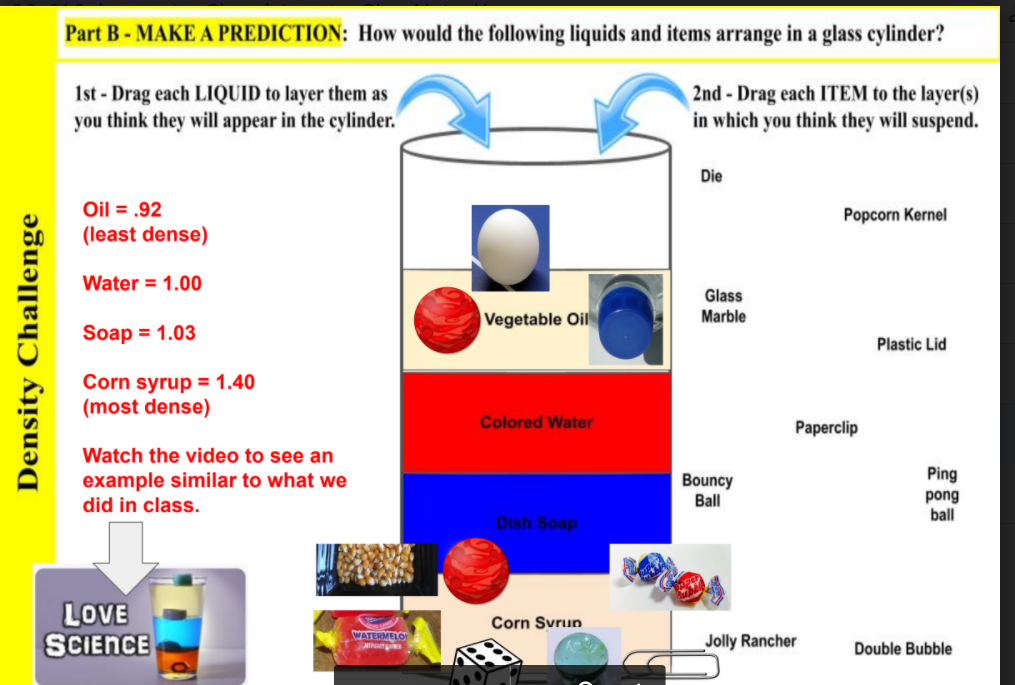 Part B - MAKE A PREDICTION: How would the following liquids and items arrange in a glass cylinder?
1st - Drag each LIQUID to layer them as
you think they will appear in the cylinder.
2nd - Drag each ITEM to the layer(s)
in which you think they will suspend.
Density Challenge
Oil = .92
(least dense)
Water = 1.00
Soap = 1.03
Corn syrup = 1.40
(most dense)
Watch the video to see an
example similar to what we
did in class.
LOVE
SCIENCE
Vegetable Oil
Colored Water
Dish Soap
Corn Syrup
WATERMELON
Die
Popcorn Kernel
Glass
Marble
Plastic Lid
Paperclip
Bouncy
Ball
Ping
pong
ball
Jolly Rancher
Double Bubble